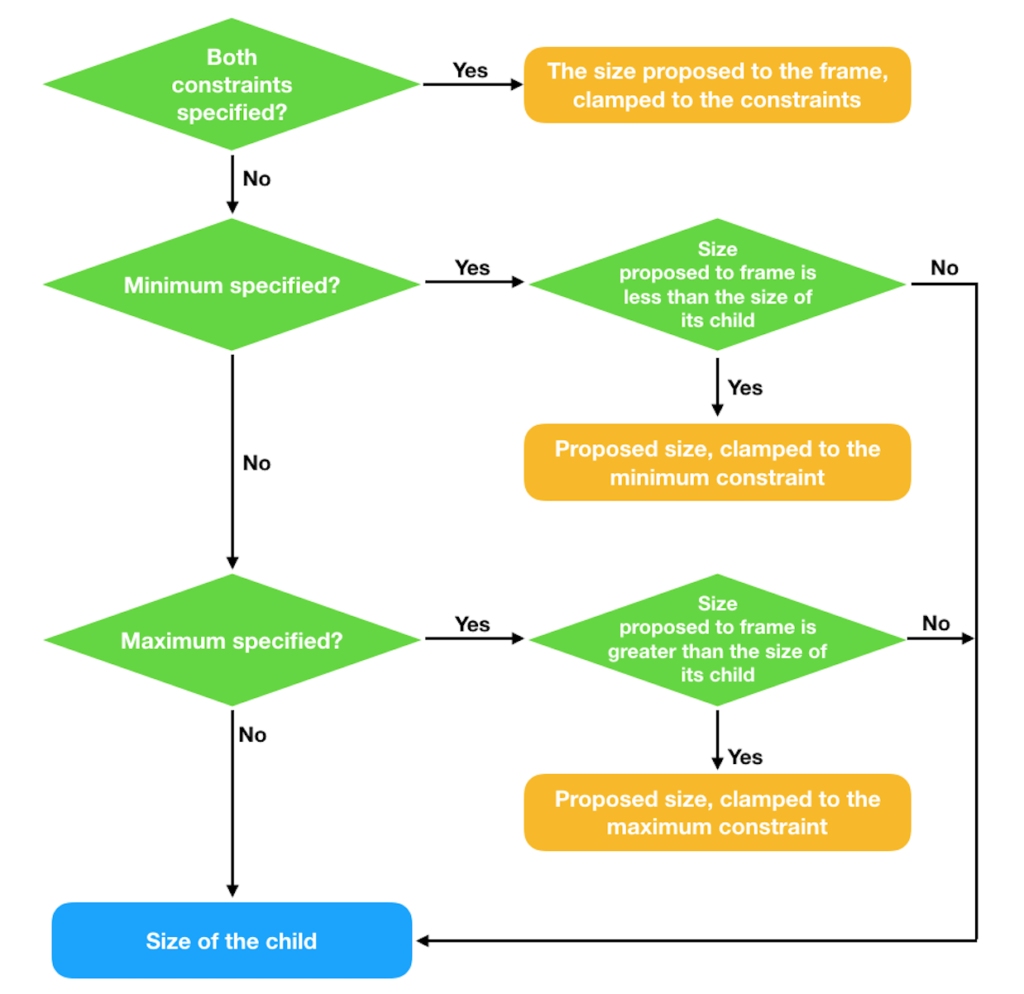 Both
constraints
specified?
Yes
The size proposed to the frame,
clamped to the constraints
No
Minimum specified?
Yes
Size
proposed to frame is
less than the size of
its child
No
Yes
Proposed size, clamped to the
minimum constraint
No
Maximum specified?
Yes
Size
proposed to frame is
greater than the size of
its child
No
No
Yes
Proposed size, clamped to the
maximum constraint
Size of the child